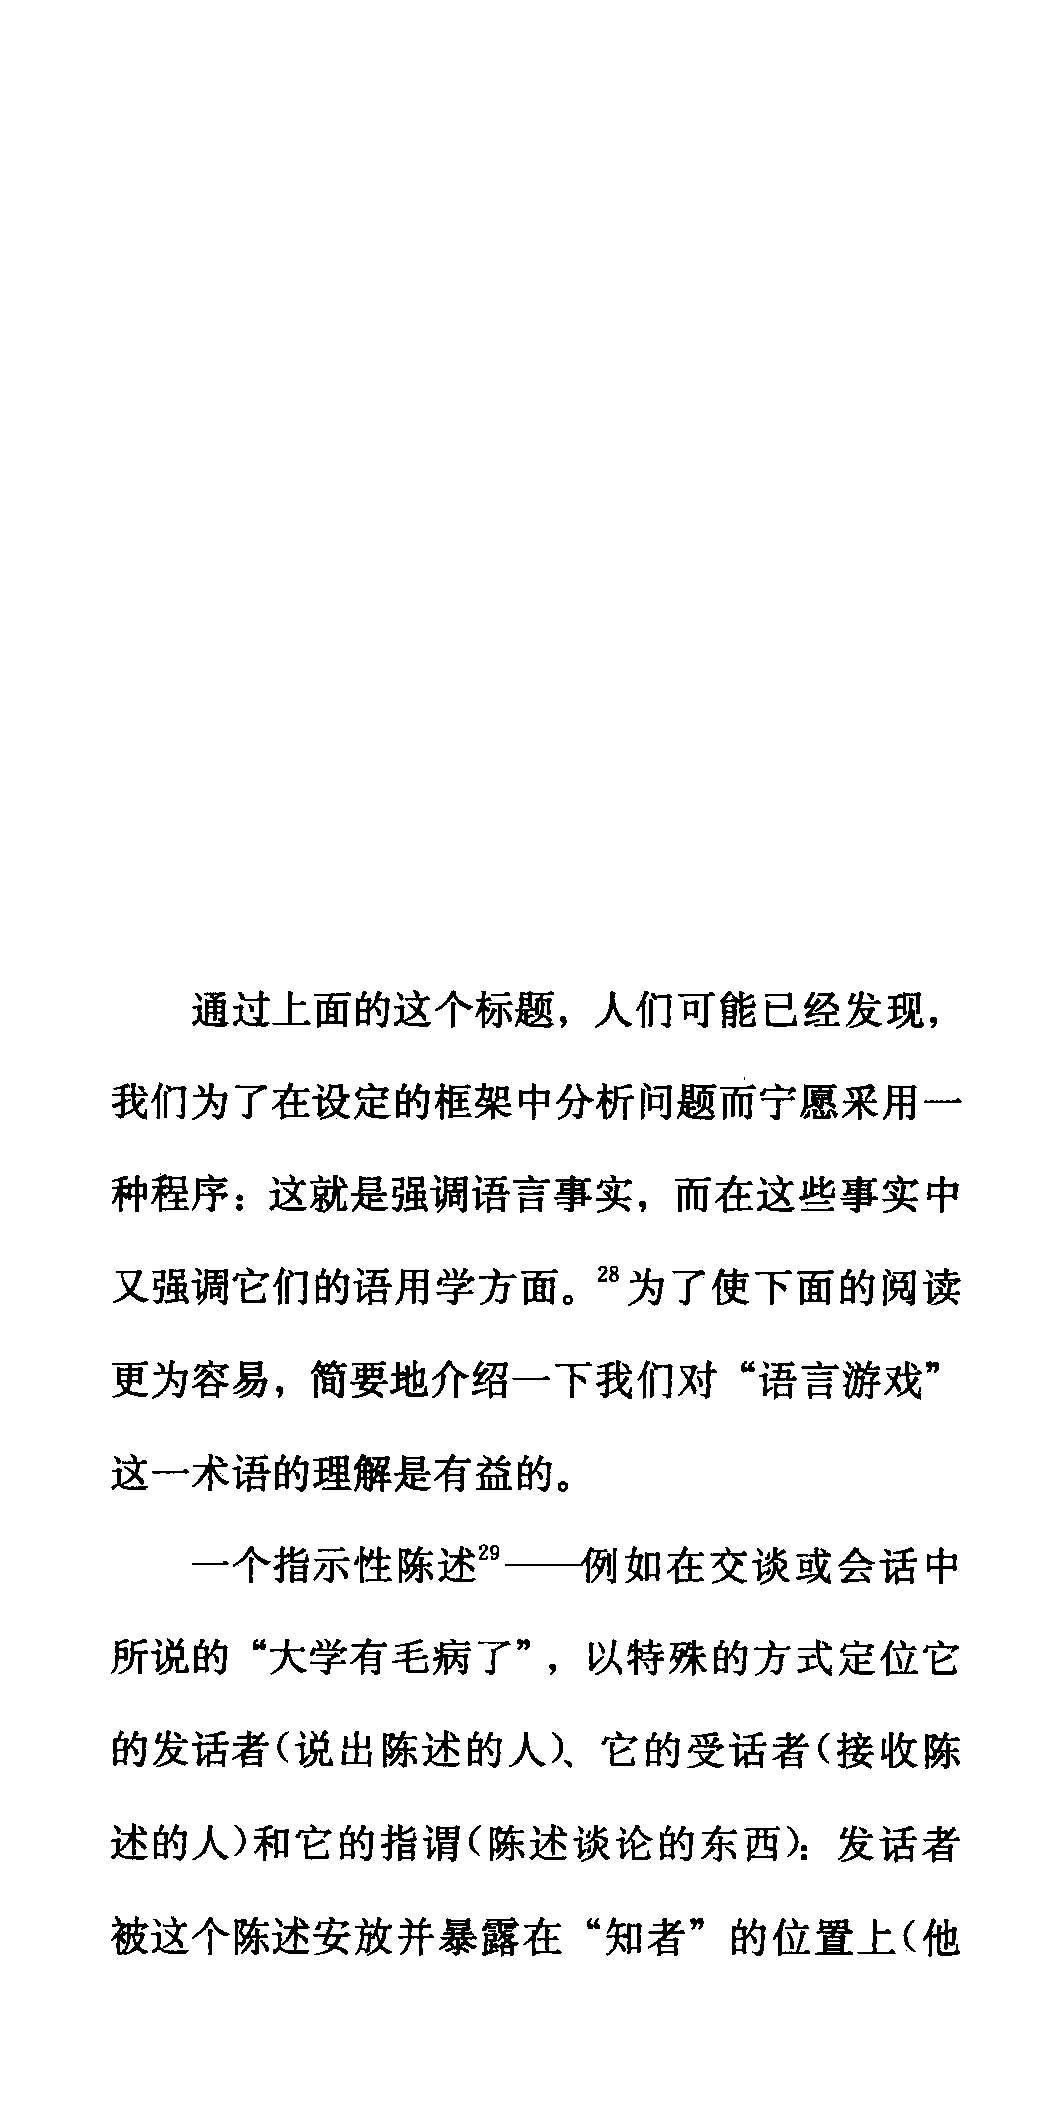 通过上面的这个标题，人们可能已经发现，
我们为了在设定的框架中分析问题而宁愿采用一
种程序：这就是强调语言事实，而在这些事实中
又强调它们的语用学方面。28为了使下面的阅读
更为容易，简要地介绍一下我们对“语言游戏”
这一术语的理解是有益的。
一个指示性陈述29——例如在交谈或会话中
所说的“大学有毛病了”，以特殊的方式定位它
的发话者(说出陈述的人)、它的受话者(接收陈
述的人)和它的指谓(陈述谈论的东西)：发话者
被这个陈述安放并暴露在“知者”的位置上(他